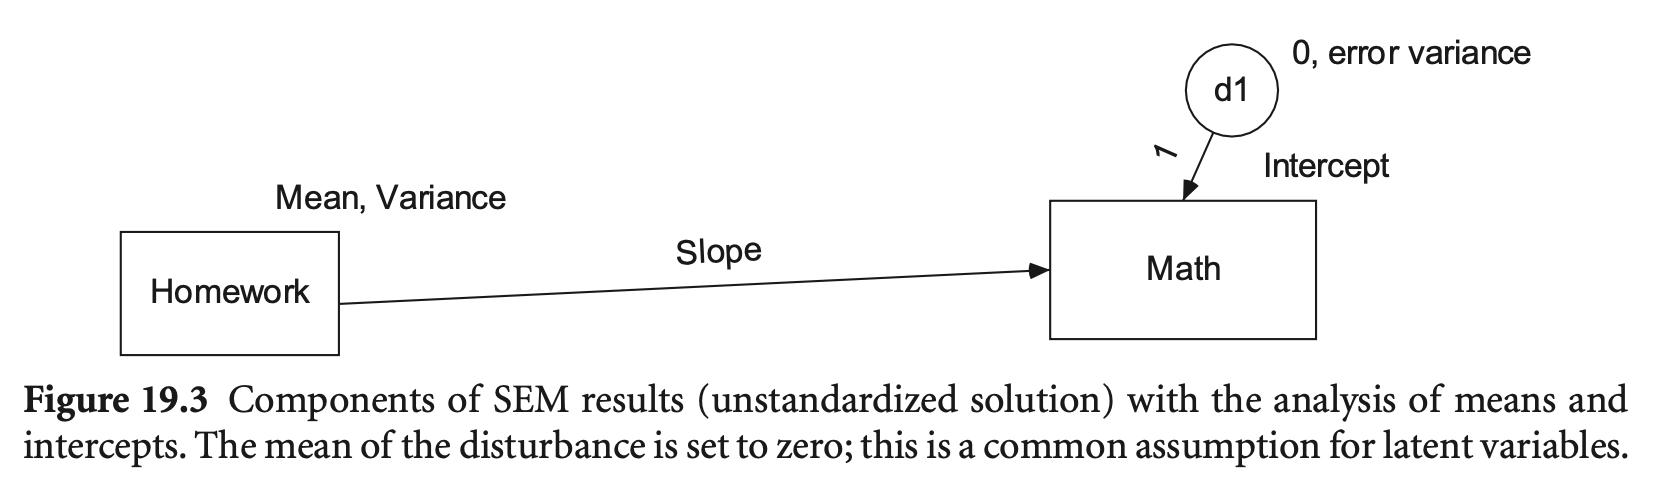 0, error variance
d1
1
Intercept
Mean, Variance
Slope
Homework
Math
Figure 19.3 Components of SEM results (unstandardized solution) with the analysis of means and
intercepts. The mean of the disturbance is set to zero; this is a common assumption for latent variables.